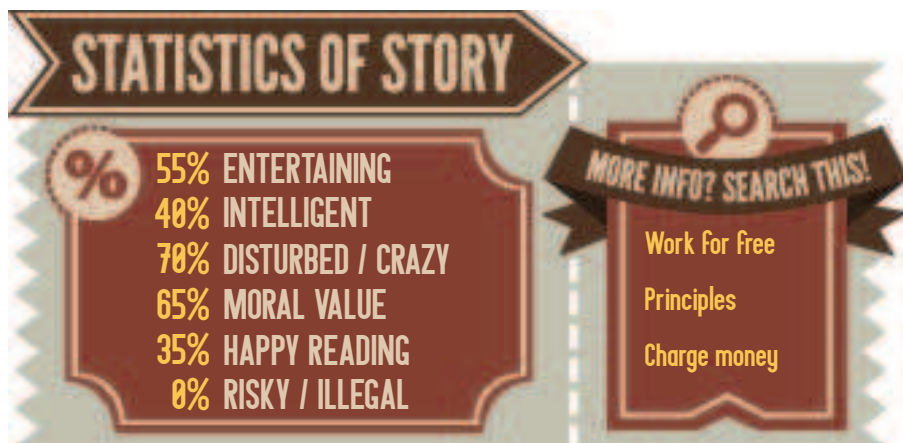 STATISTICS OF STORY
%
55% ENTERTAINING
40% INTELLIGENT
70% DISTURBED / CRAZY
65% MORAL VALUE
35% HAPPY READING
0% RISKY / ILLEGAL
MORE INFO? SEARCH THIS!
Work for free
Principles
Charge money